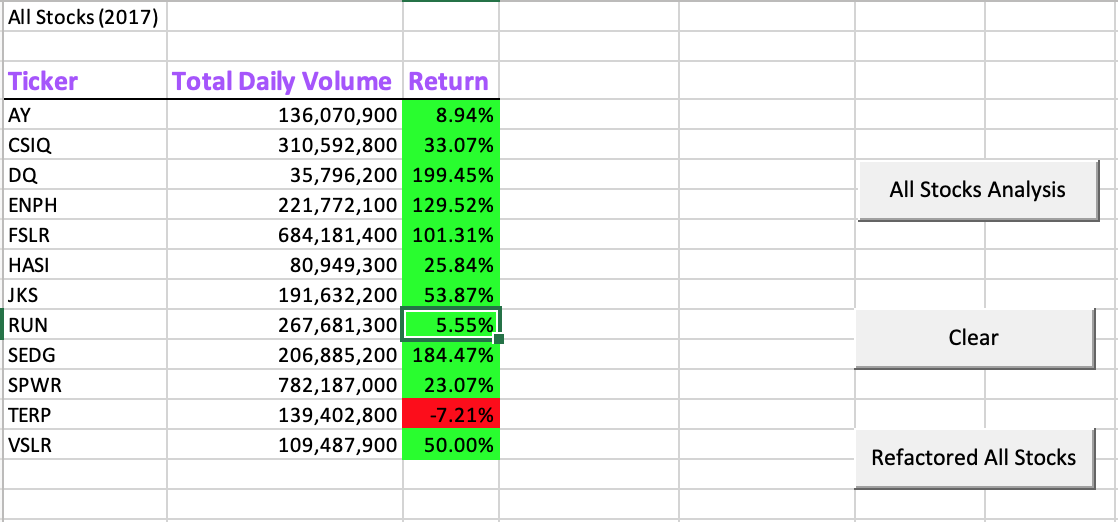 All Stocks (2017)
Ticker Total Daily Volume Return
AY 136,070,900 8.94%
CSIQ 310,592,800 33.07%
DQ 35,796,200 199.45%
All Stocks Analysis
ENPH 221,772,100 129.52%
FSLR 684,181,400 101.31%
HASI 80,949,300 25.84%
JKS 191,632,200 53.87%
RUN 267,681,300 5.55%
Clear
SEDG 206,885,200 184.47%
SPWR 782,187,000 23.07%
TERP 139,402,800 -7.21%
VSLR 109,487,900 50.00%
Refactored All Stocks